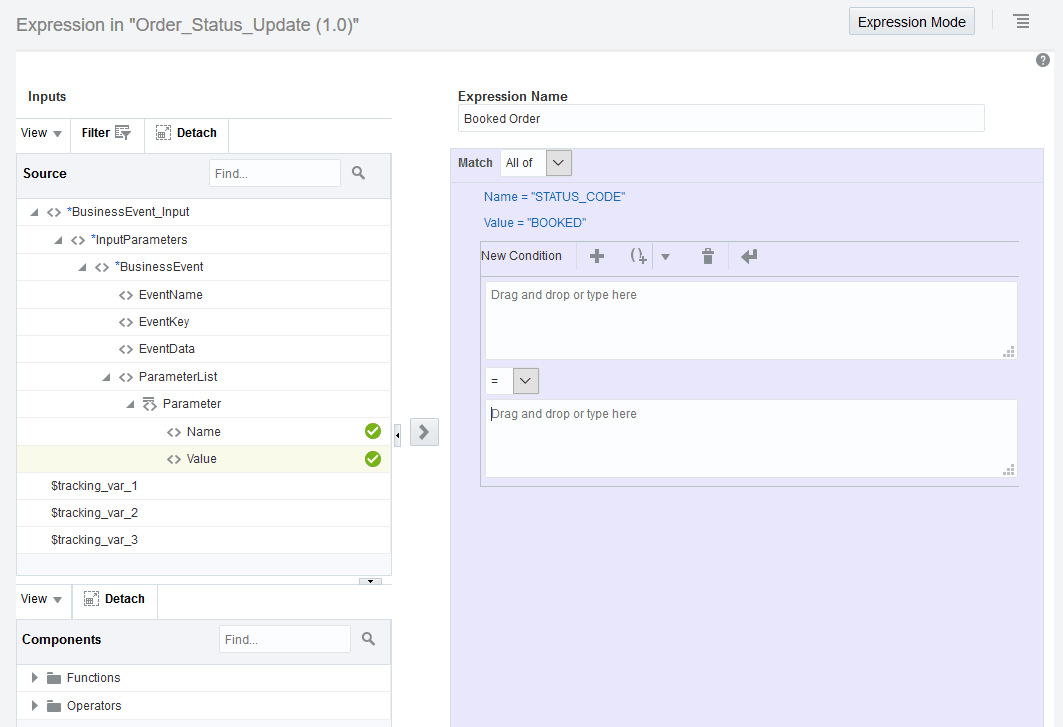 Expression in "Order_Status_Update (1.0)"
Expression Mode
Inputs
View Filter Detach
Source Find...
*BusinessEvent_Input
*InputParameters
*BusinessEvent
EventName
EventKey
EventData
ParameterList
Parameter
Name
Value
$tracking_var_1
$tracking_var_2
$tracking_var_3
View Detach
Components Find...
Functions
Operators
Expression Name
Booked Order
Match All of
Name = "STATUS_CODE"
Value = "BOOKED"
New Condition
Drag and drop or type here
=
Drag and drop or type here